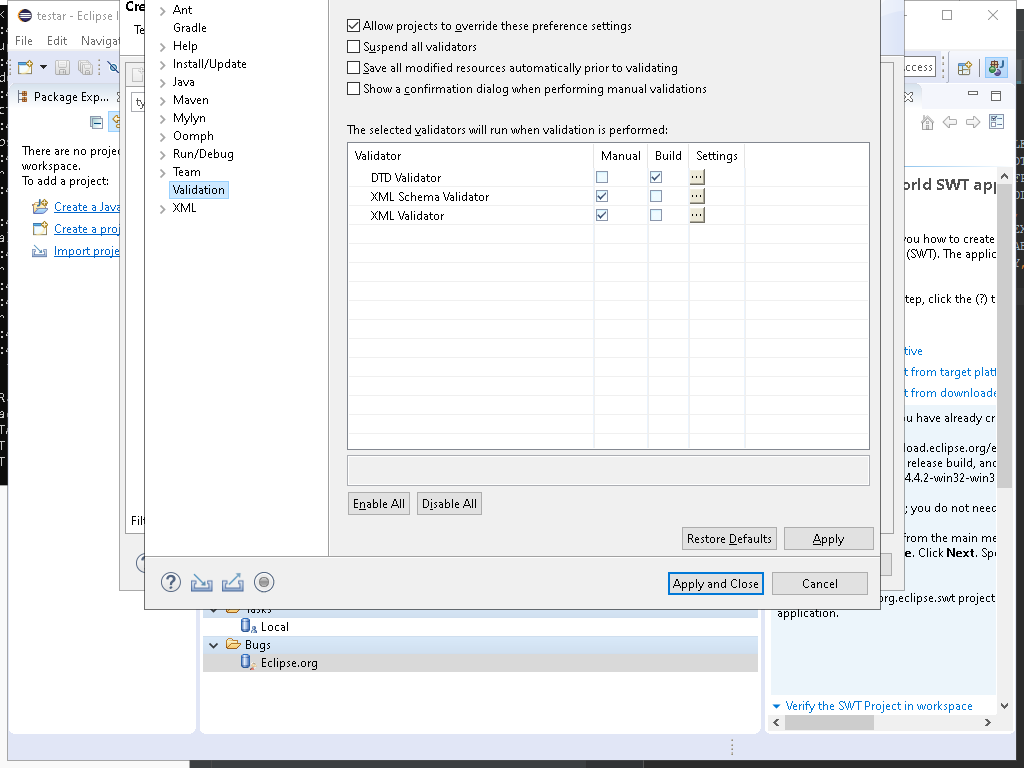 testar - Eclipse I
File Edit Navigat
Cre
Te
ty
Package Exp...
There are no proje
workspace.
To add a project:
Create a Java
Create a proj
Import proje
Ant
Gradle
Help
Install/Update
Java
Maven
Mylyn
Oomph
Run/Debug
Team
Validation
XML
Filt
Allow projects to override these preference settings
Suspend all validators
Save all modified resources automatically prior to validating
Show a confirmation dialog when performing manual validations
The selected validators will run when validation is performed:
Validator Manual Build Settings
DTD Validator ...
XML Schema Validator ...
XML Validator ...
Enable All Disable All
Restore Defaults Apply
Apply and Close Cancel
Tasks
Local
Bugs
Eclipse.org
ccess
orld SWT app
you how to create
(SWT). The applic
tep, click the (?) t
tive
t from target platf
t from downloade
ou have already cr
load.eclipse.org/e
release build, and
4.4.2-win32-win3
; you do not need
from the main me
e. Click Next. Spe
org.eclipse.swt project
application.
Verify the SWT Project in workspace